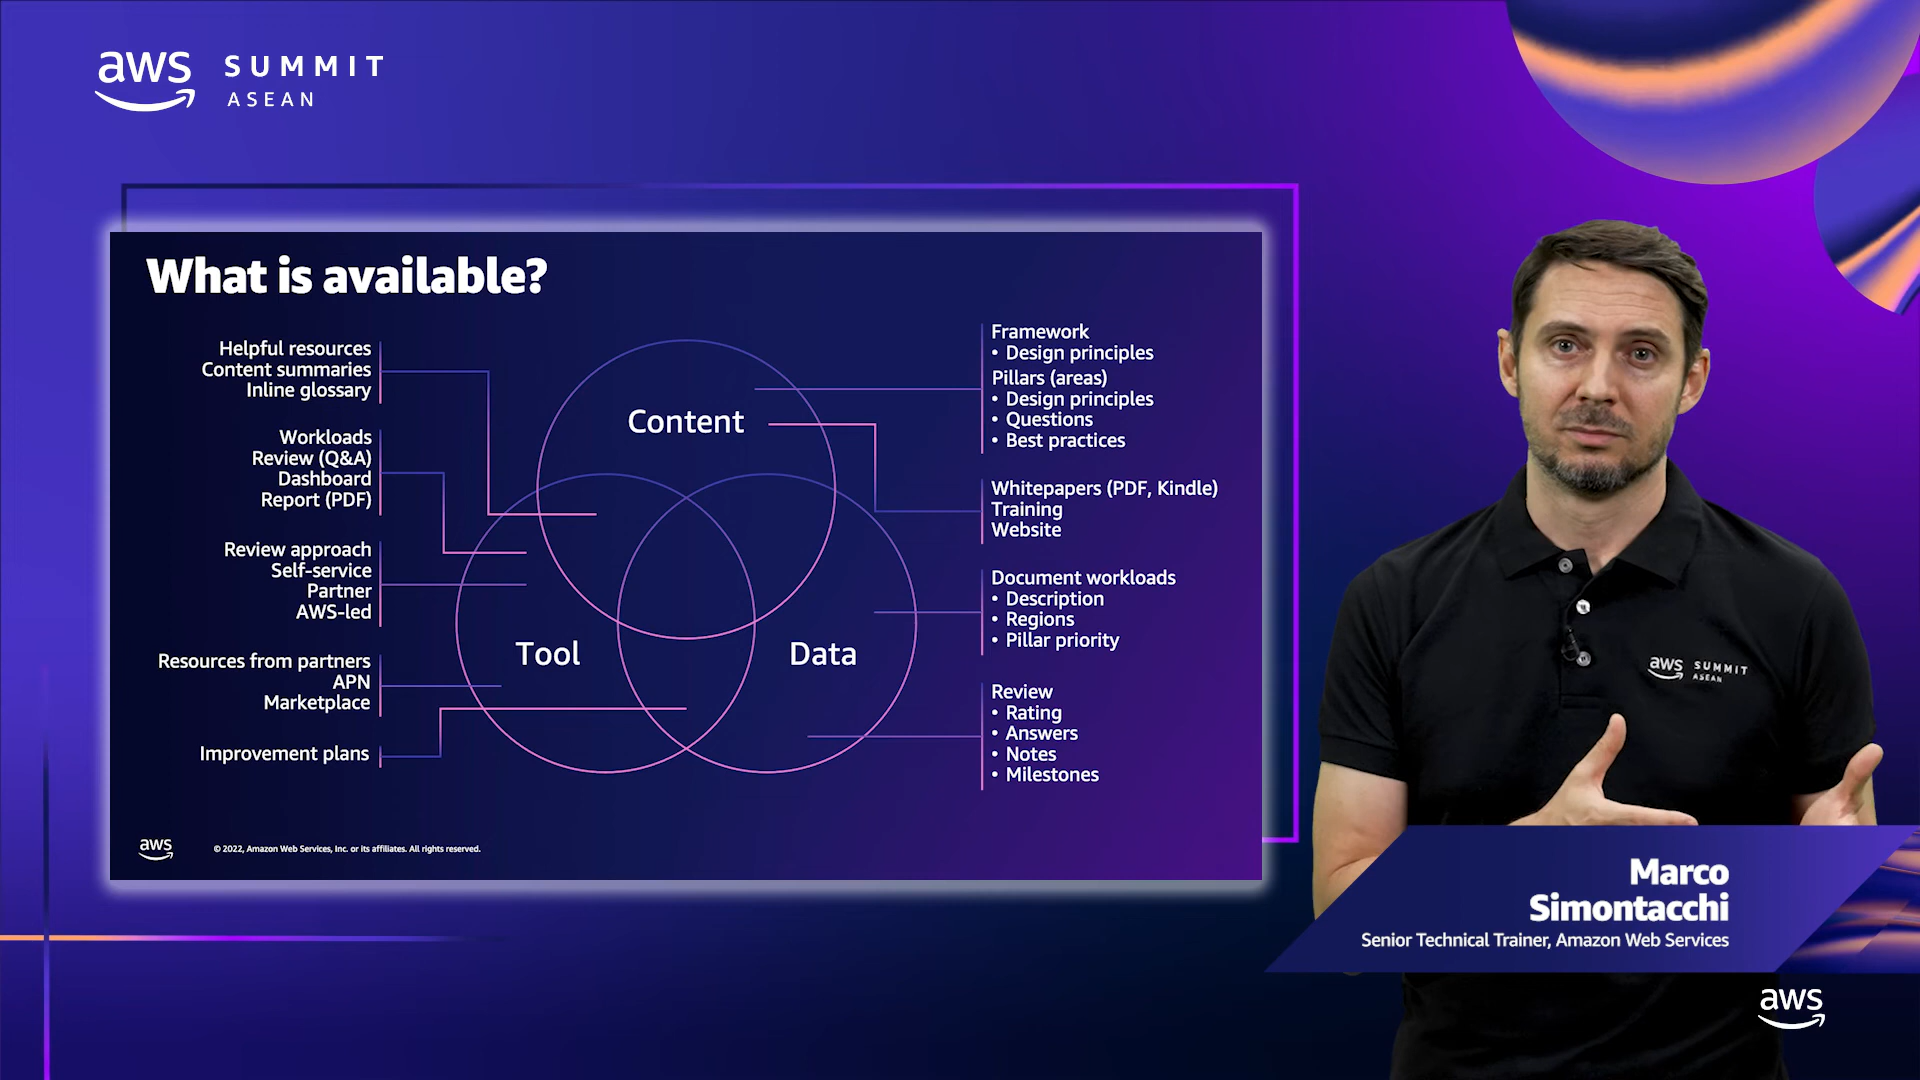 aws SUMMIT
ASEAN
What is available?
Helpful resources
Content summaries
Inline glossary
Workloads
Review (Q&A)
Dashboard
Report (PDF)
Review approach
Self-service
Partner
AWS-led
Resources from partners
APN
Marketplace
Improvement plans
Content
Tool
Data
Framework
• Design principles
Pillars (areas)
• Design principles
• Questions
• Best practices
Whitepapers (PDF, Kindle)
Training
Website
Document workloads
• Description
• Regions
• Pillar priority
Review
• Rating
• Answers
• Notes
• Milestones
aws
© 2022, Amazon Web Services, Inc. or its affiliates. All rights reserved.
aws SUMMIT
ASEAN
Marco
Simontacchi
Senior Technical Trainer, Amazon Web Services
aws